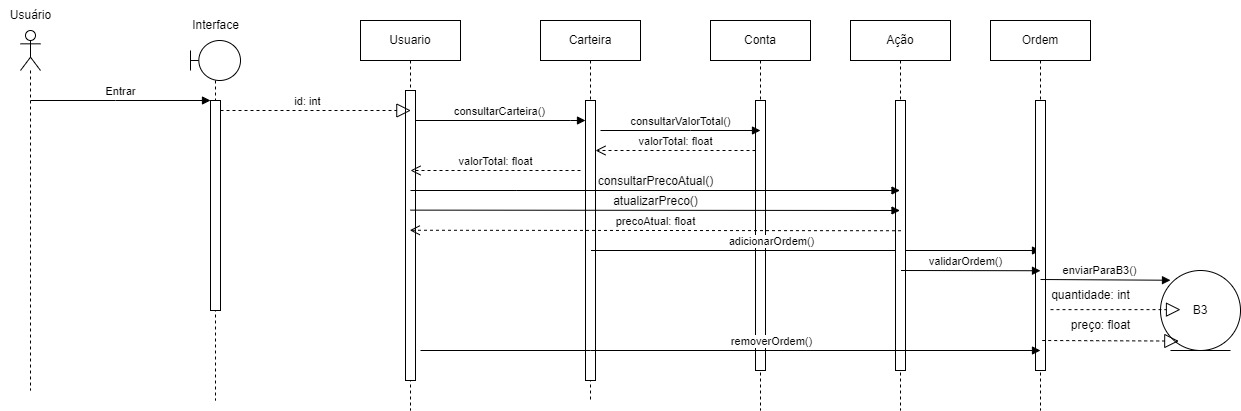 Usuário
Interface
Usuario
Carteira
Conta
Ação
Ordem
Entrar
id: int
consultarCarteira()
consultarValorTotal()
valorTotal: float
valorTotal: float
consultarPrecoAtual()
atualizarPreco()
precoAtual: float
adicionarOrdem()
validarOrdem()
enviarParaB3()
quantidade: int
B3
preço: float
removerOrdem()